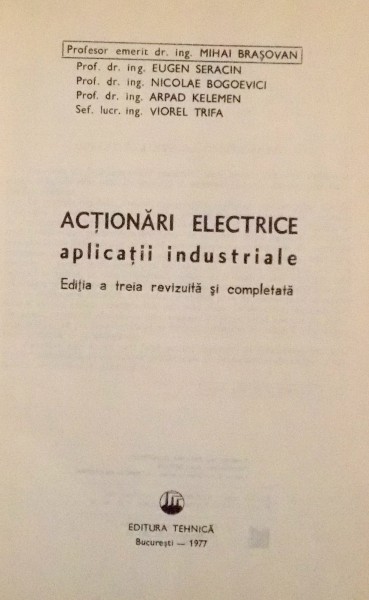 Profesor emerit dr. ing. MIHAI BRAȘOVAN
Prof. dr. ing. EUGEN SERACIN
Prof. dr. ing. NICOLAE BOGOEVICI
Prof. dr. ing. ARPAD KELEMEN
Șef. lucr. ing. VIOREL TRIFA
ACȚIONĂRI ELECTRICE
aplicații industriale
Ediția a treia revizuită și completată
EDITURA TEHNICĂ
București — 1977